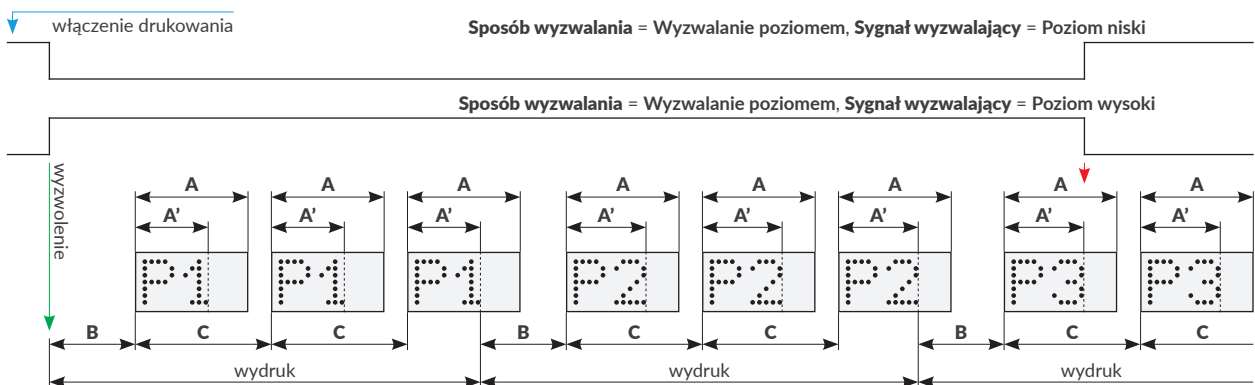 włączenie drukowania
Sposób wyzwalania = Wyzwalanie poziomem, Sygnał wyzwalający = Poziom niski
Sposób wyzwalania = Wyzwalanie poziomem, Sygnał wyzwalający = Poziom wysoki
wyzwolenie
A A A A A A A A
A' A' A' A' A' A' A' A'
P1 P1 P1 P2 P2 P2 P3 P3
B C C B C C B C C
wydruk wydruk wydruk